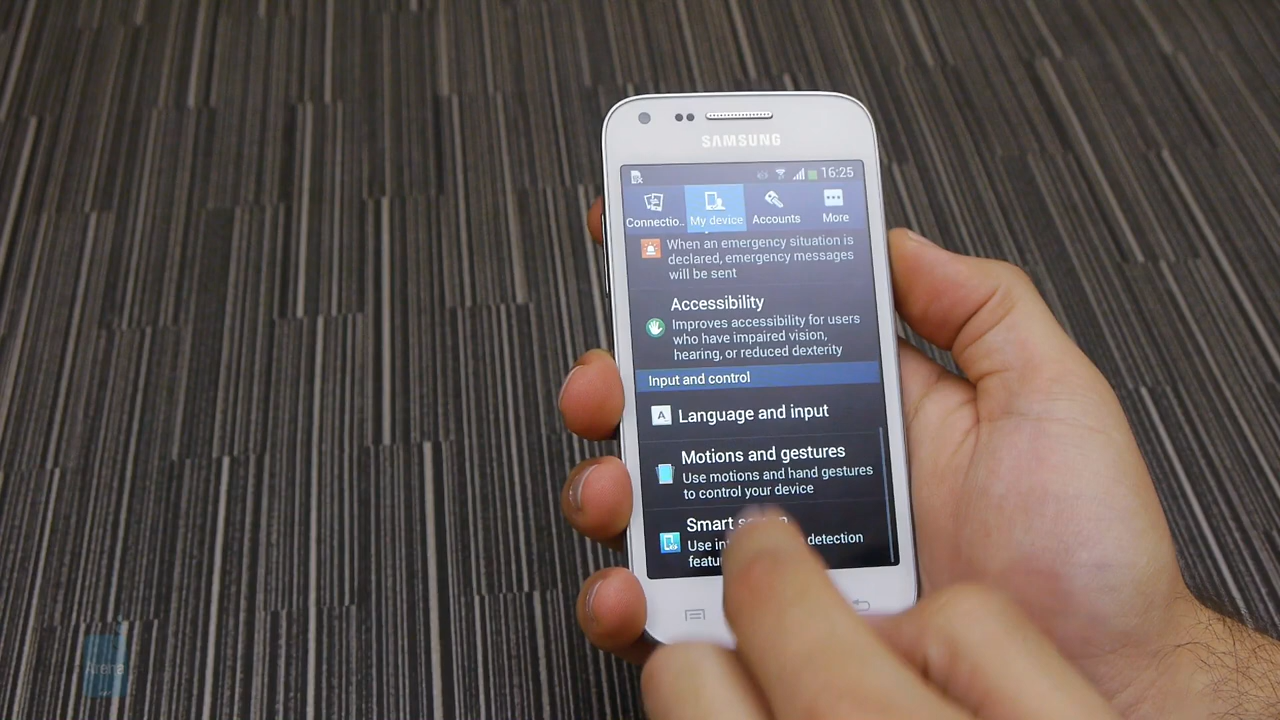 SAMSUNG
16:25
Connectio..
My device
Accounts
More
When an emergency situation is
declared, emergency messages
will be sent
Accessibility
Improves accessibility for users
who have impaired vision,
hearing, or reduced dexterity
Input and control
A
Language and input
Motions and gestures
Use motions and hand gestures
to control your device
Smart
Use detection
Arena